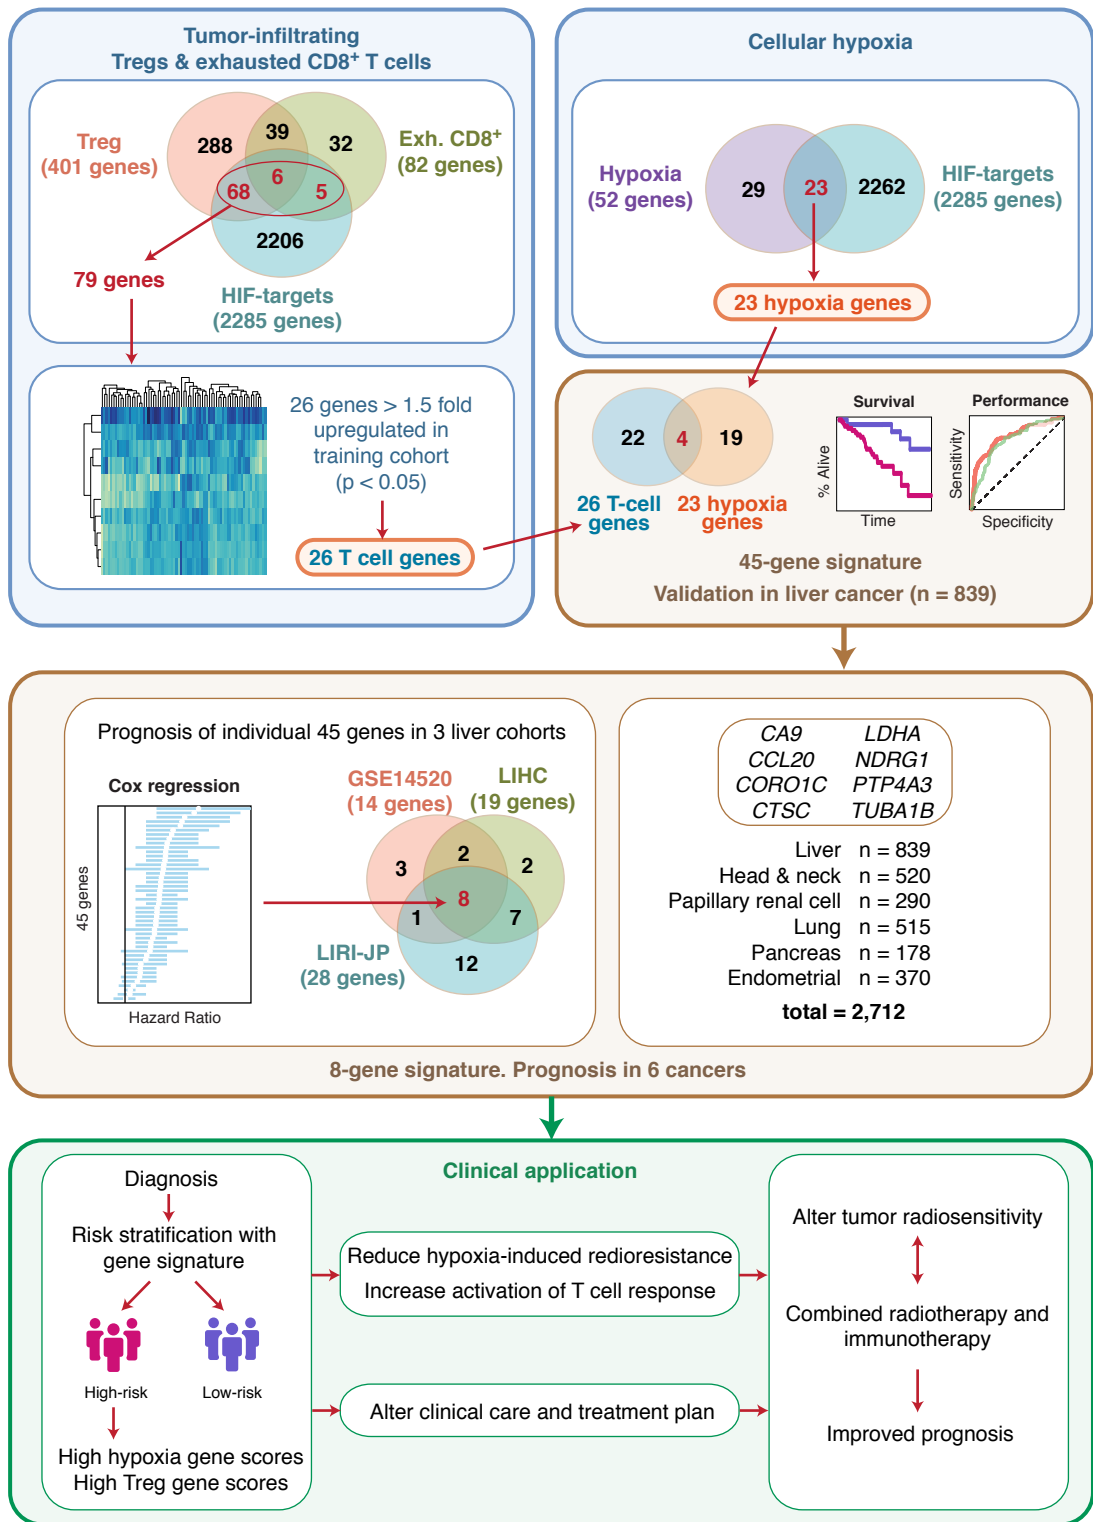 Tumor-infiltrating
Tregs & exhausted CD8+ T cells
Treg
(401 genes)
288
39
32
Exh. CD8+
(82 genes)
6
68
5
2206
79 genes
HIF-targets
(2285 genes)
26 genes > 1.5 fold
upregulated in
training cohort
(p < 0.05)
26 T cell genes
Cellular hypoxia
Hypoxia
(52 genes)
29
23
2262
HIF-targets
(2285 genes)
23 hypoxia genes
22
4
19
26 T-cell
genes
23 hypoxia
genes
Survival
% Alive
Time
Performance
Sensitivity
Specificity
45-gene signature
Validation in liver cancer (n = 839)
Prognosis of individual 45 genes in 3 liver cohorts
Cox regression
45 genes
Hazard Ratio
GSE14520
(14 genes)
LIHC
(19 genes)
3
2
2
8
1
7
12
LIRI-JP
(28 genes)
CA9 LDHA
CCL20 NDRG1
CORO1C PTP4A3
CTSC TUBA1B
Liver n = 839
Head & neck n = 520
Papillary renal cell n = 290
Lung n = 515
Pancreas n = 178
Endometrial n = 370
total = 2,712
8-gene signature. Prognosis in 6 cancers
Clinical application
Diagnosis
Risk stratification with
gene signature
High-risk
Low-risk
High hypoxia gene scores
High Treg gene scores
Reduce hypoxia-induced redioresistance
Increase activation of T cell response
Alter clinical care and treatment plan
Alter tumor radiosensitivity
Combined radiotherapy and
immunotherapy
Improved prognosis